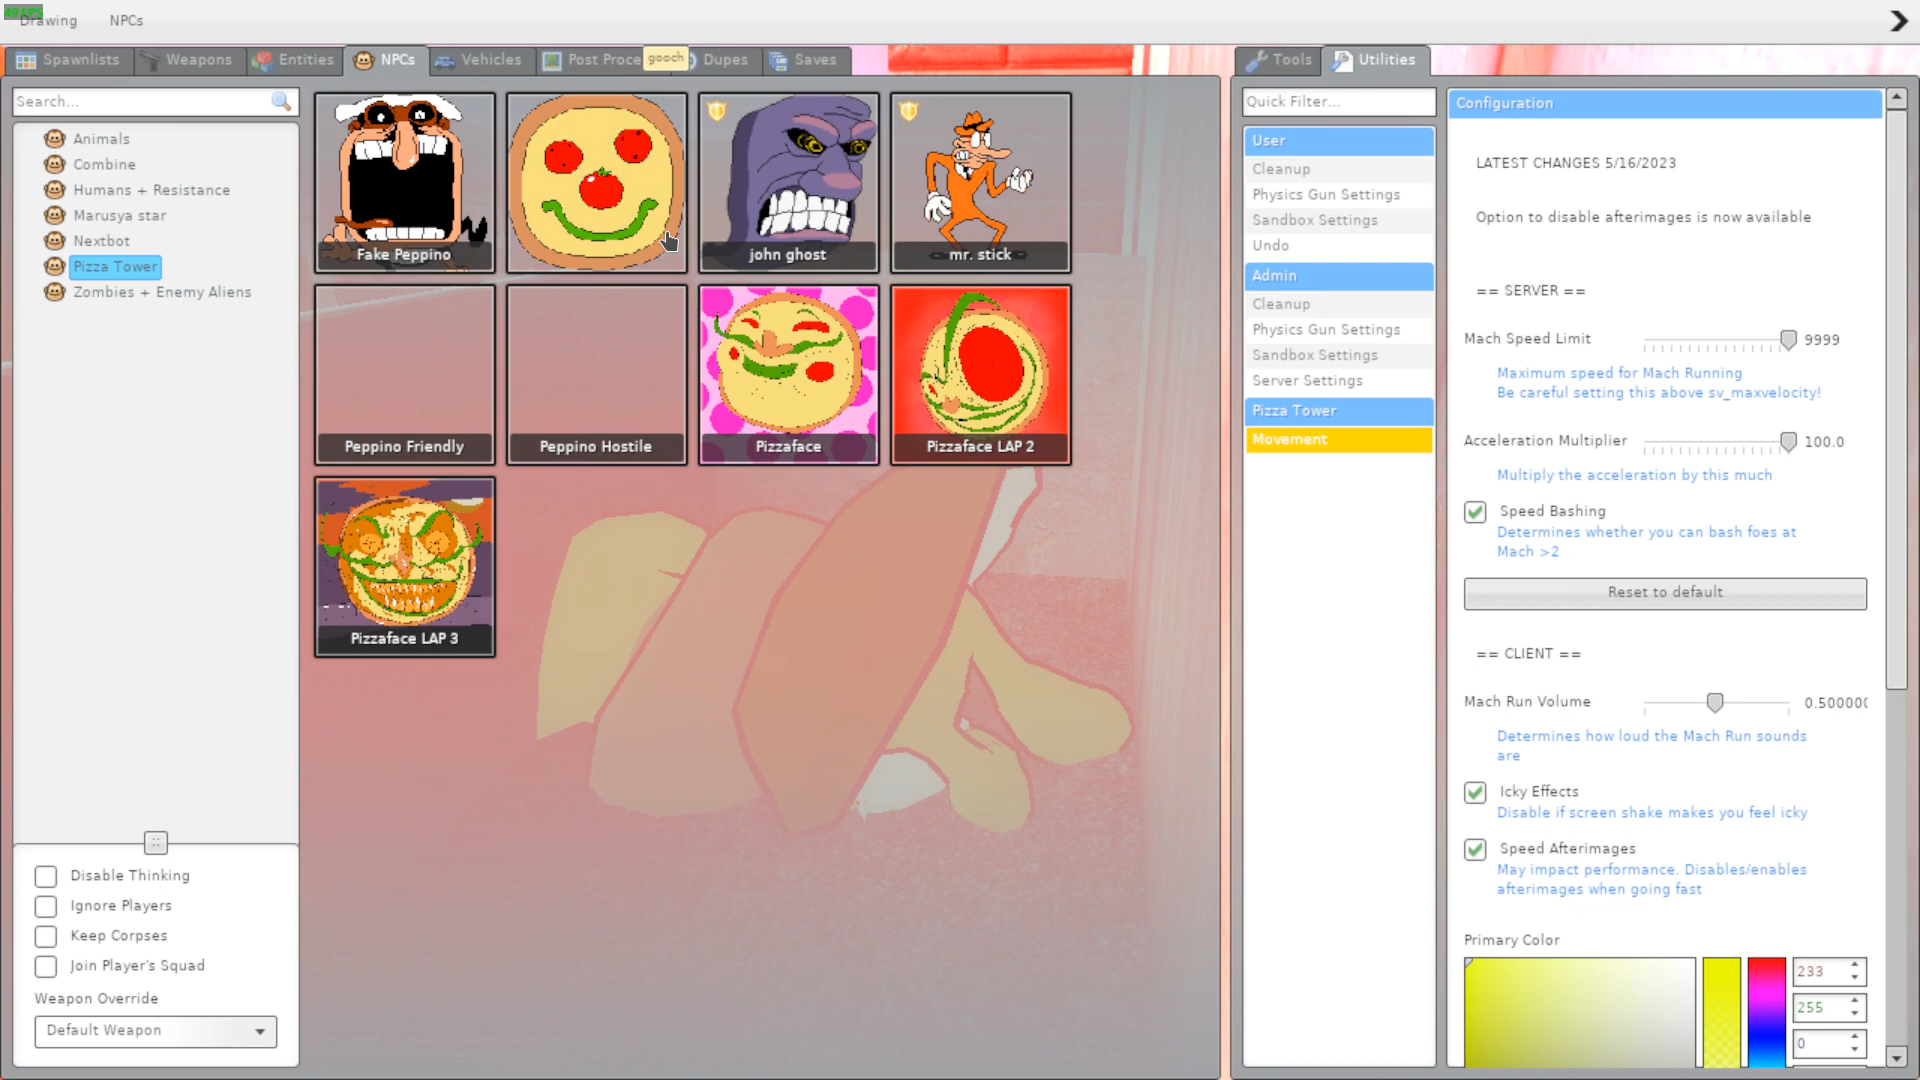 49 FPS
Drawing
NPCs
Spawnlists
Weapons
Entities
NPCs
Vehicles
Post Proce
gooch
Dupes
Saves
Search...
Animals
Combine
Humans + Resistance
Marusya star
Nextbot
Pizza Tower
Zombies + Enemy Aliens
Fake Peppino
john ghost
mr. stick
Peppino Friendly
Peppino Hostile
Pizzaface
Pizzaface LAP 2
Pizzaface LAP 3
Disable Thinking
Ignore Players
Keep Corpses
Join Player's Squad
Weapon Override
Default Weapon
Tools
Utilities
Quick Filter...
User
Cleanup
Physics Gun Settings
Sandbox Settings
Undo
Admin
Cleanup
Physics Gun Settings
Sandbox Settings
Server Settings
Pizza Tower
Movement
Configuration
LATEST CHANGES 5/16/2023
Option to disable afterimages is now available
== SERVER ==
Mach Speed Limit 9999
Maximum speed for Mach Running
Be careful setting this above sv_maxvelocity!
Acceleration Multiplier 100.0
Multiply the acceleration by this much
Speed Bashing
Determines whether you can bash foes at
Mach >2
Reset to default
== CLIENT ==
Mach Run Volume 0.500000
Determines how loud the Mach Run sounds
are
Icky Effects
Disable if screen shake makes you feel icky
Speed Afterimages
May impact performance. Disables/enables
afterimages when going fast
Primary Color
233
255
0